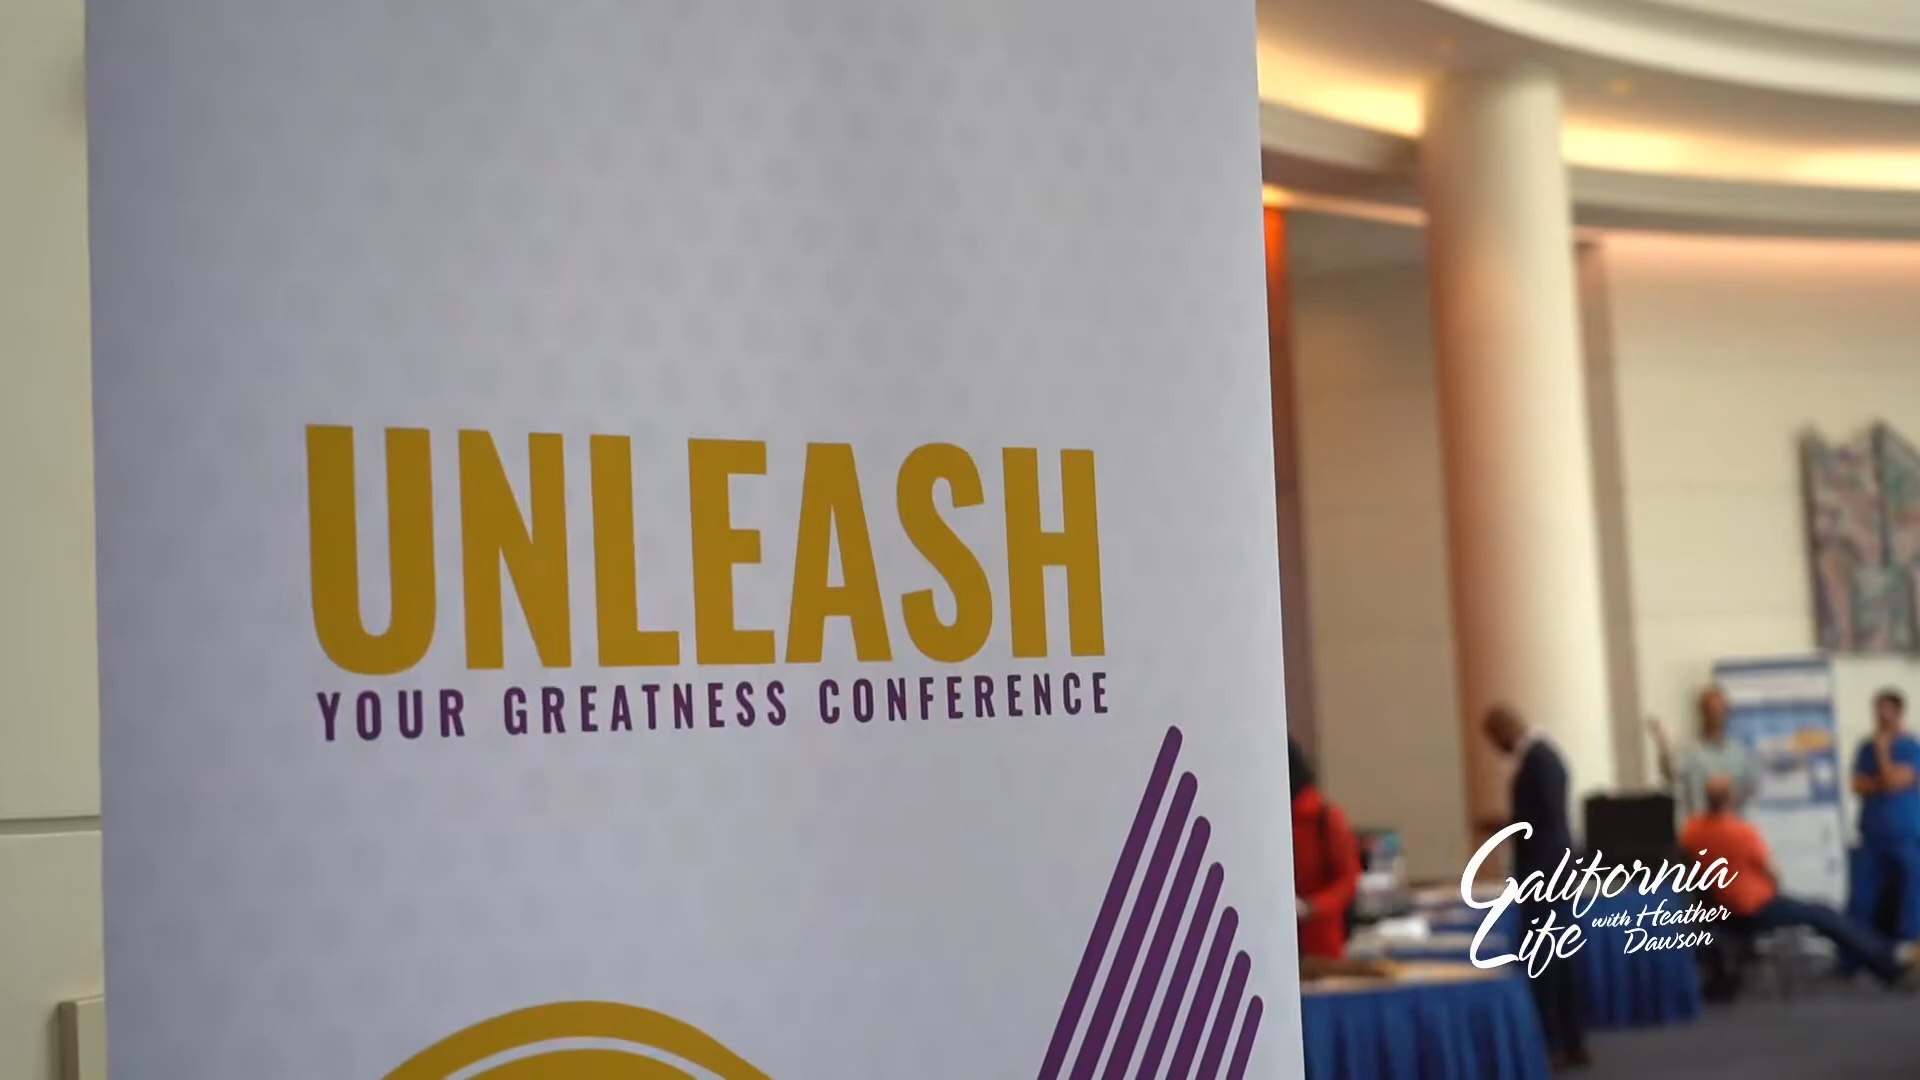 UNLEASH
YOUR GREATNESS CONFERENCE
California
Life with Heather
Dawson